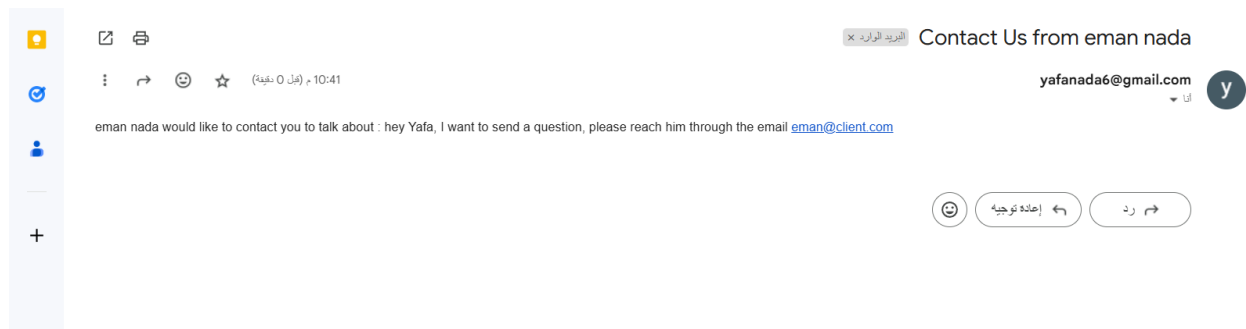 Contact Us from eman nada
البريد الوارد ×
yafanada6@gmail.com
10:41 م (قبل 0 دقيقة)
أنا
y
eman nada would like to contact you to talk about : hey Yafa, I want to send a question, please reach him through the email eman@client.com
رد
إعادة توجيه